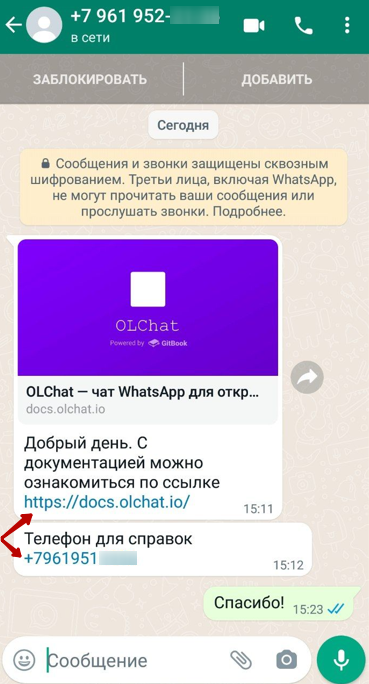 +7 961 952-
в сети
ЗАБЛОКИРОВАТЬ
ДОБАВИТЬ
Сегодня
Сообщения и звонки защищены сквозным
шифрованием. Третьи лица, включая WhatsApp,
не могут прочитать ваши сообщения или
прослушать звонки. Подробнее.
OLChat
Powered by GitBook
OLChat — чат WhatsApp для откр...
docs.olchat.io
Добрый день. С
документацией можно
ознакомиться по ссылке
https://docs.olchat.io/
15:11
Телефон для справок
+7961951
15:12
Спасибо! 15:23
Сообщение